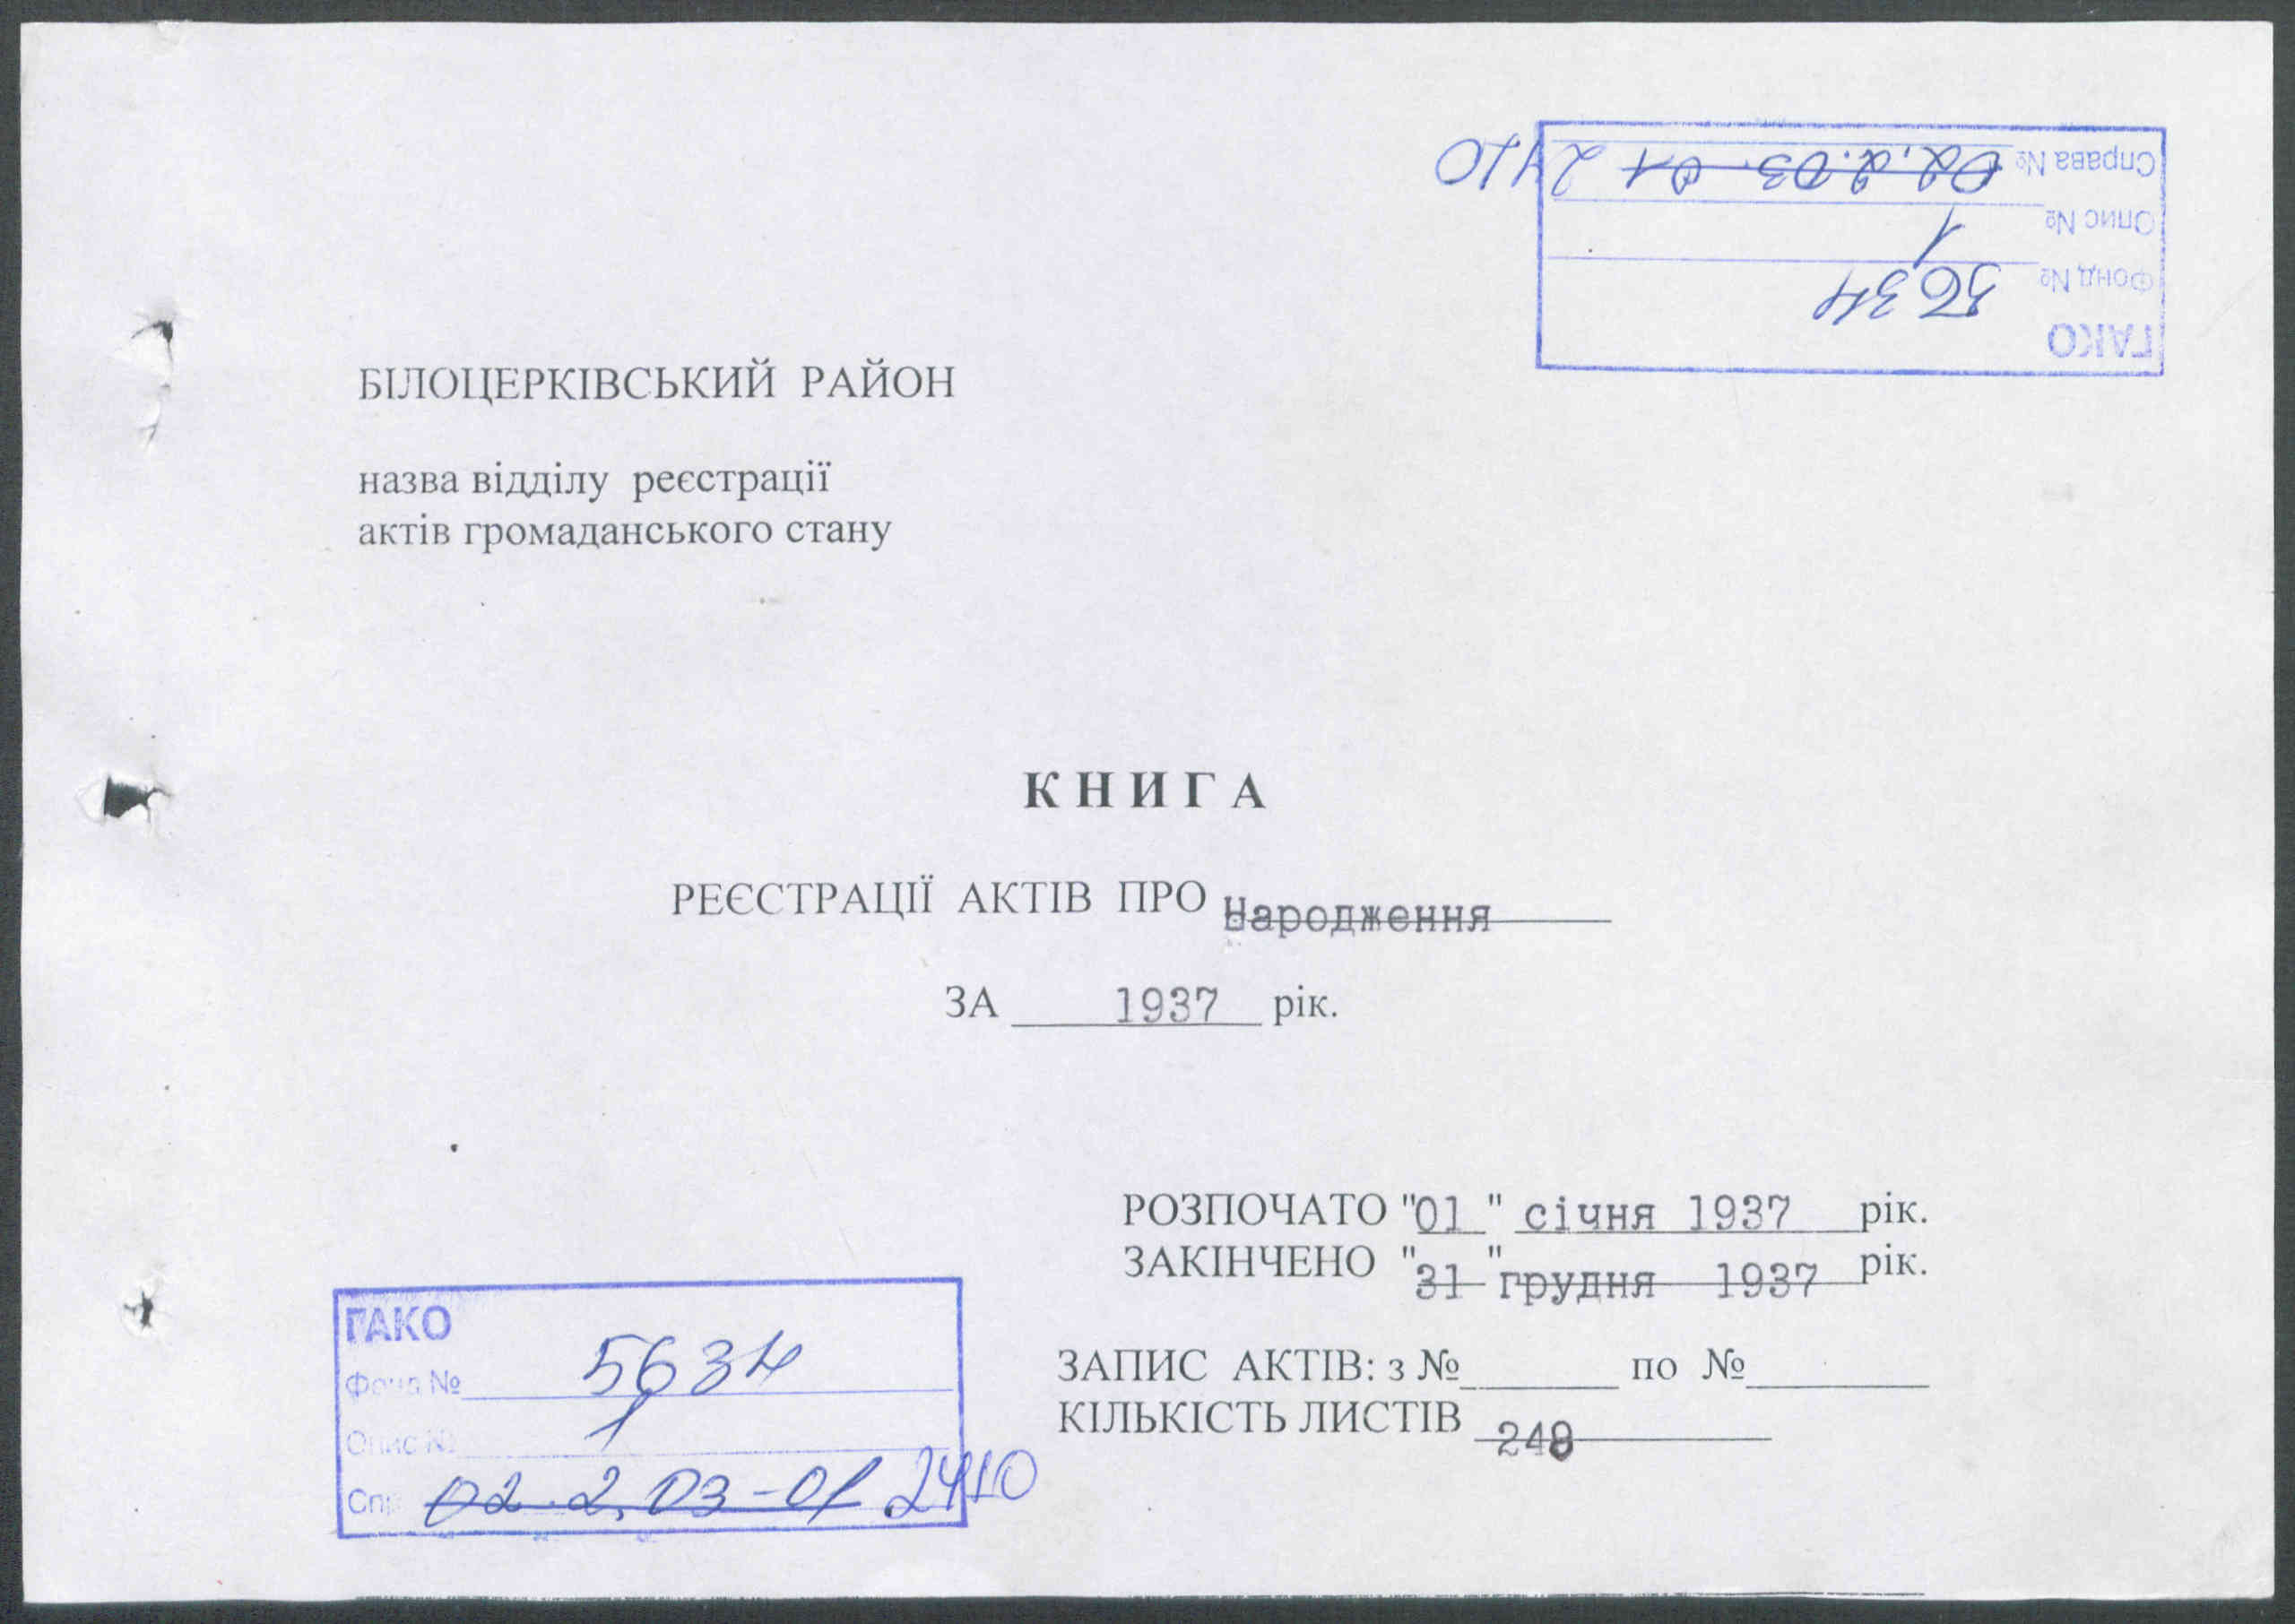 ГАКО
Фонд № 5634
Опис № 1
Справа № 02.2.03.01 2410
БІЛОЦЕРКІВСЬКИЙ РАЙОН
назва відділу реєстрації
актів громаданського стану
КНИГА
РЕЄСТРАЦІЇ АКТІВ ПРО Народження
ЗА 1937 рік.
РОЗПОЧАТО "01" січня 1937 рік.
ЗАКІНЧЕНО "31" грудня 1937 рік.
ЗАПИС АКТІВ: з №______ по №______
КІЛЬКІСТЬ ЛИСТІВ 248
ГАКО
Фонд № 5634
Опис № 1
Спр 02.2.03-01 2410